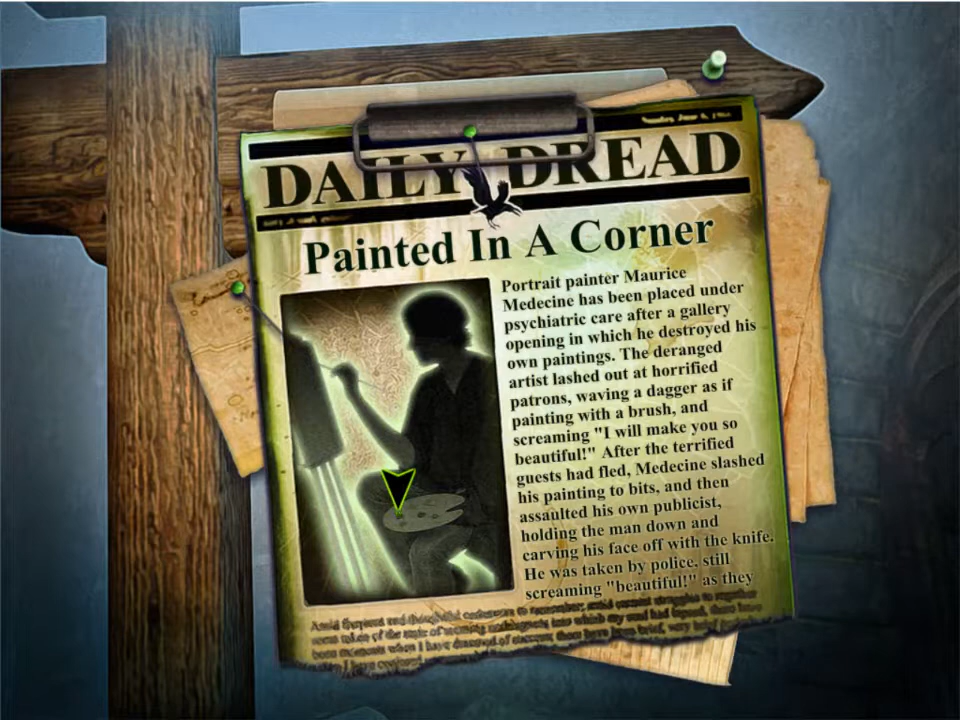 DAILY DREAD
Painted In A Corner
Portrait painter Maurice
Medecine has been placed under
psychiatric care after a gallery
opening in which he destroyed his
own paintings. The deranged
artist lashed out at horrified
patrons, waving a dagger as if
painting with a brush, and
screaming "I will make you so
beautiful!" After the terrified
guests had fled, Medecine slashed
his painting to bits, and then
assaulted his own publicist,
holding the man down and
carving his face off with the knife.
He was taken by police, still
screaming "beautiful!" as they